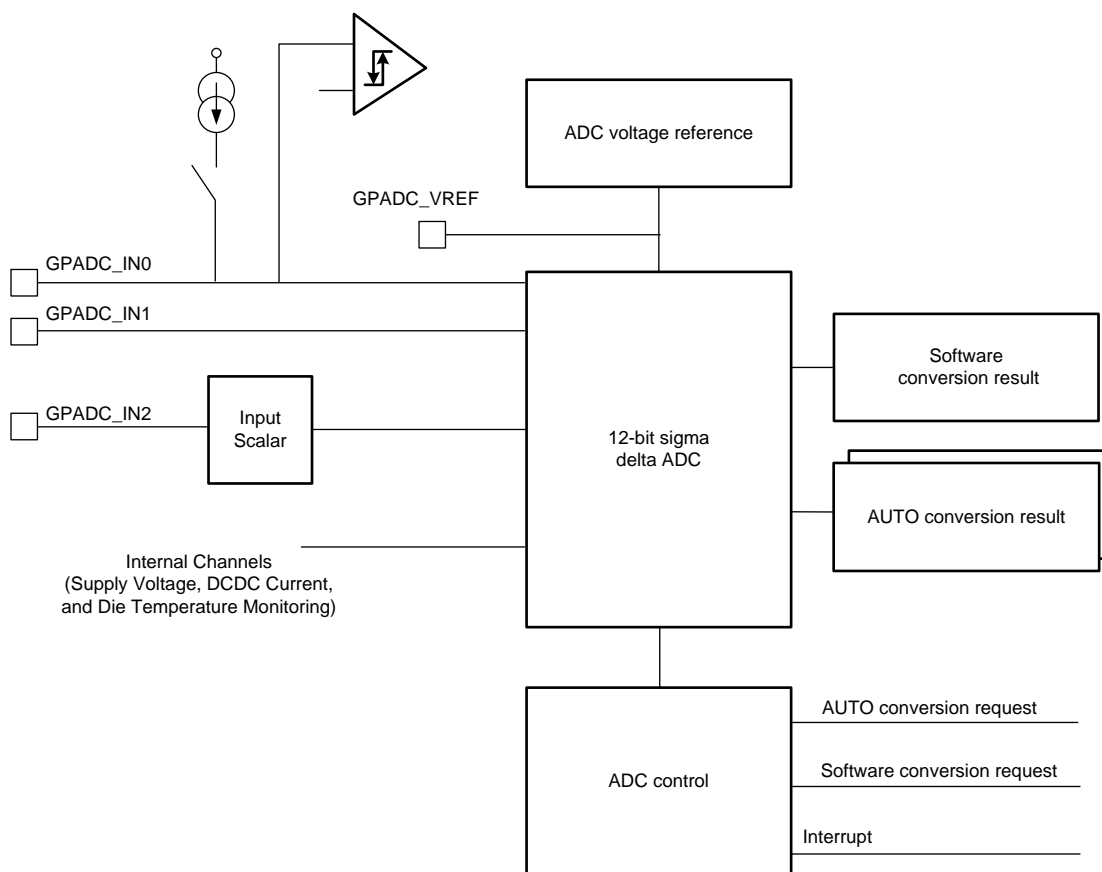 ADC voltage reference
GPADC_VREF
GPADC_IN0
GPADC_IN1
Software
conversion result
GPADC_IN2
Input
Scalar
12-bit sigma
delta ADC
AUTO conversion result
Internal Channels
(Supply Voltage, DCDC Current,
and Die Temperature Monitoring)
AUTO conversion request
Software conversion request
ADC control
Interrupt